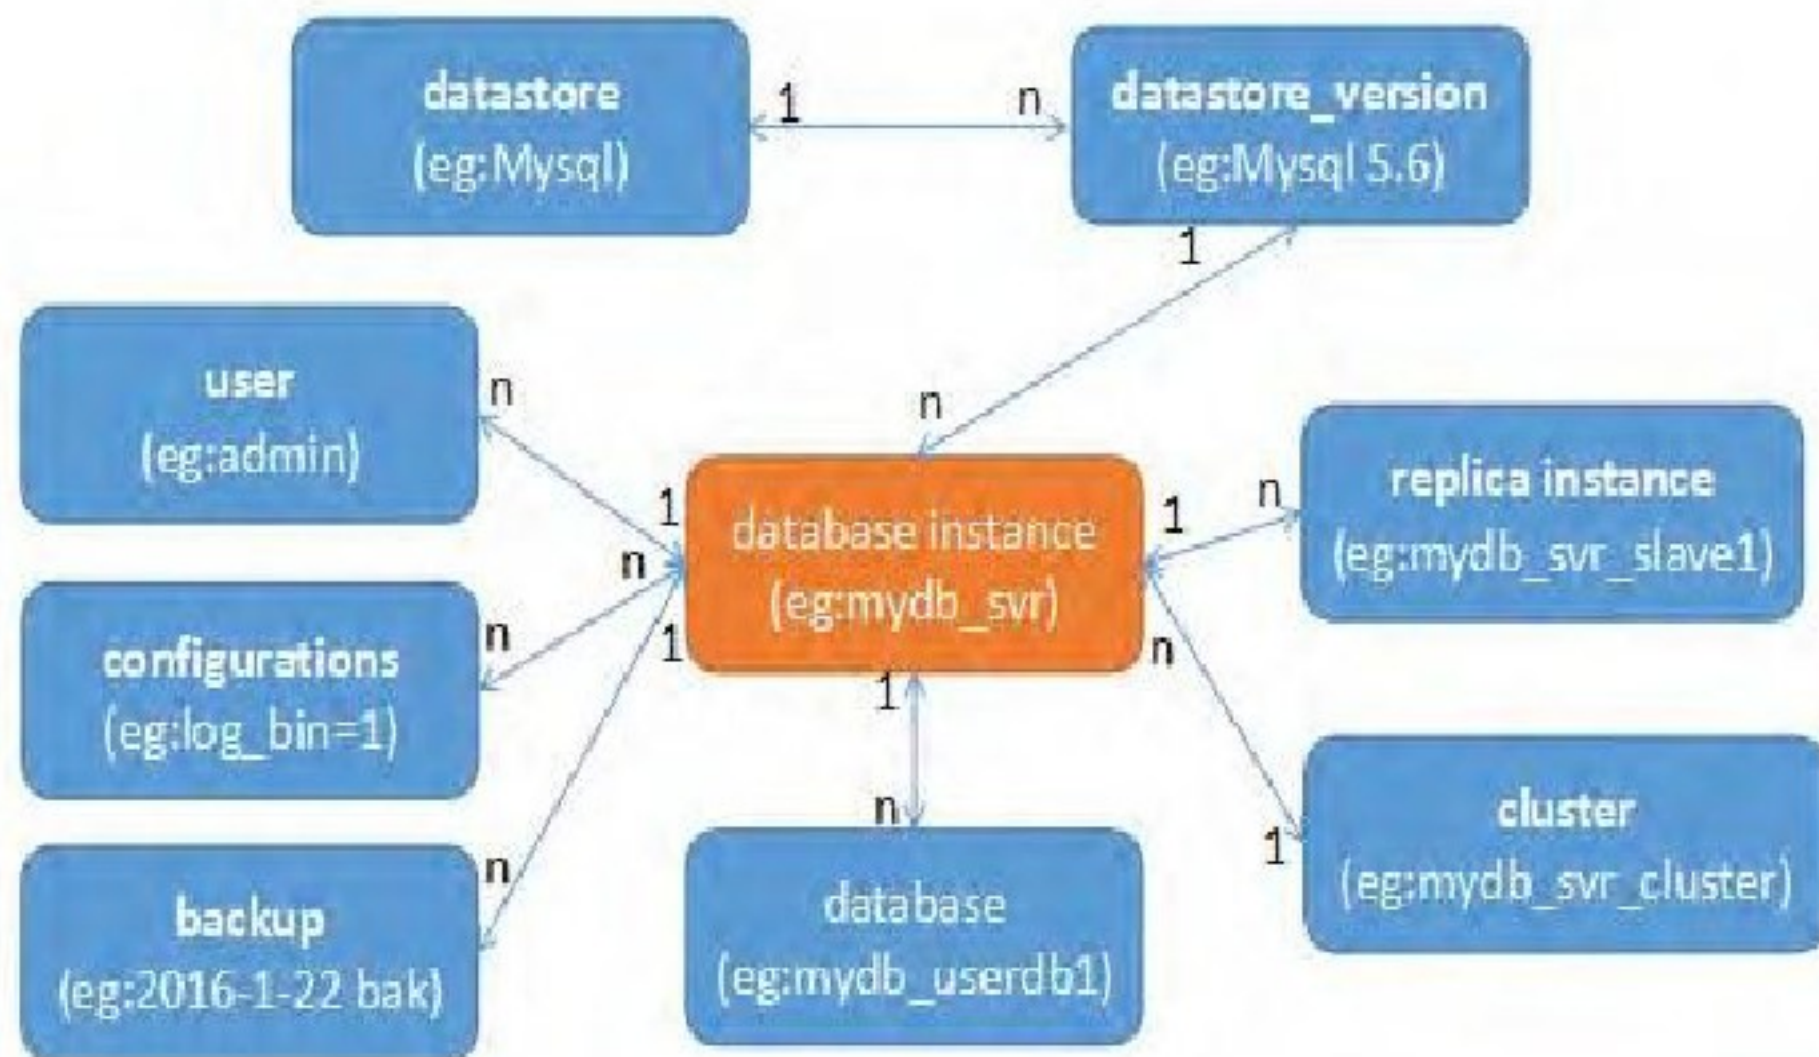 datastore
(eg:Mysql)
1
n
datastore_version
(eg:Mysql 5.6)
1
n
user
(eg:admin)
n
1
database instance
(eg:mydb_svr)
1
n
replica instance
(eg:mydb_svr_slave1)
n
n
configurations
(eg:log_bin=1)
1
n
backup
(eg:2016-1-22 bak)
1
n
database
(eg:mydb_userdb1)
n
1
cluster
(eg:mydb_svr_cluster)